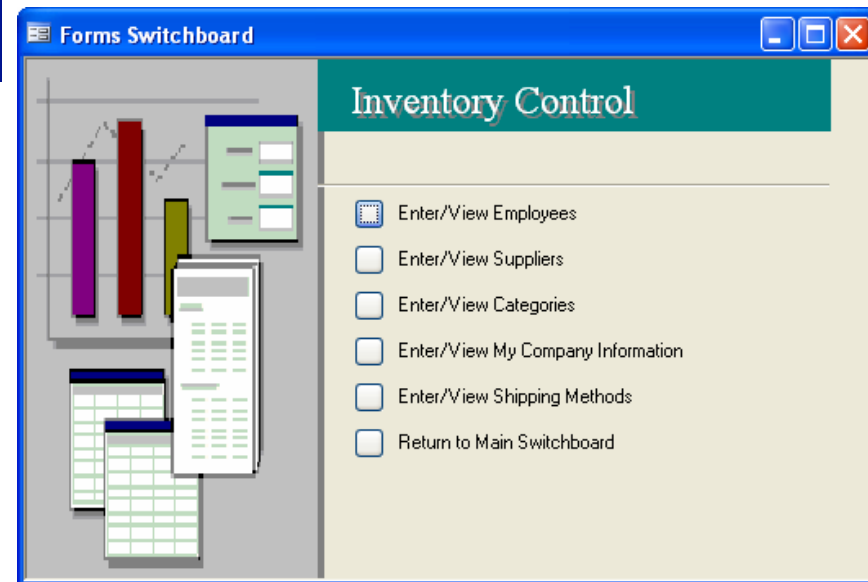 Forms Switchboard
Inventory Control
Enter/View Employees
Enter/View Suppliers
Enter/View Categories
Enter/View My Company Information
Enter/View Shipping Methods
Return to Main Switchboard